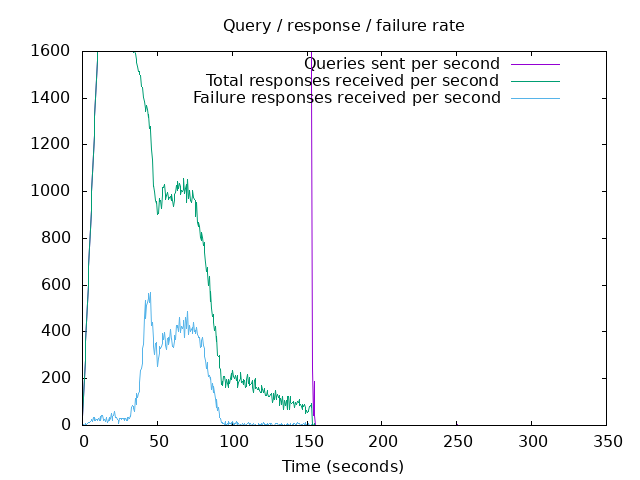 Query / response / failure rate
Queries sent per second
Total responses received per second
Failure responses received per second
1600
1400
1200
1000
800
600
400
200
0
0 50 100 150 200 250 300 350
Time (seconds)